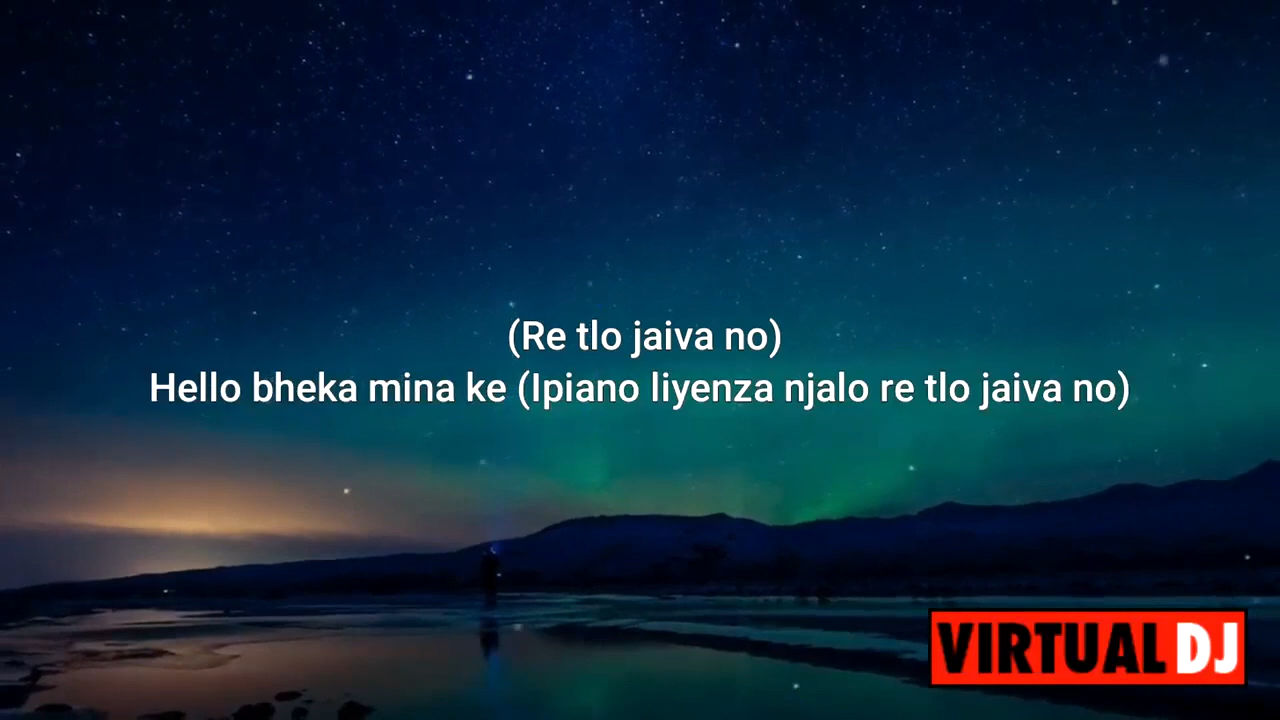 (Re tlo jaiva no)
Hello bheka mina ke (Ipiano liyenza njalo re tlo jaiva no)
VIRTUAL DJ